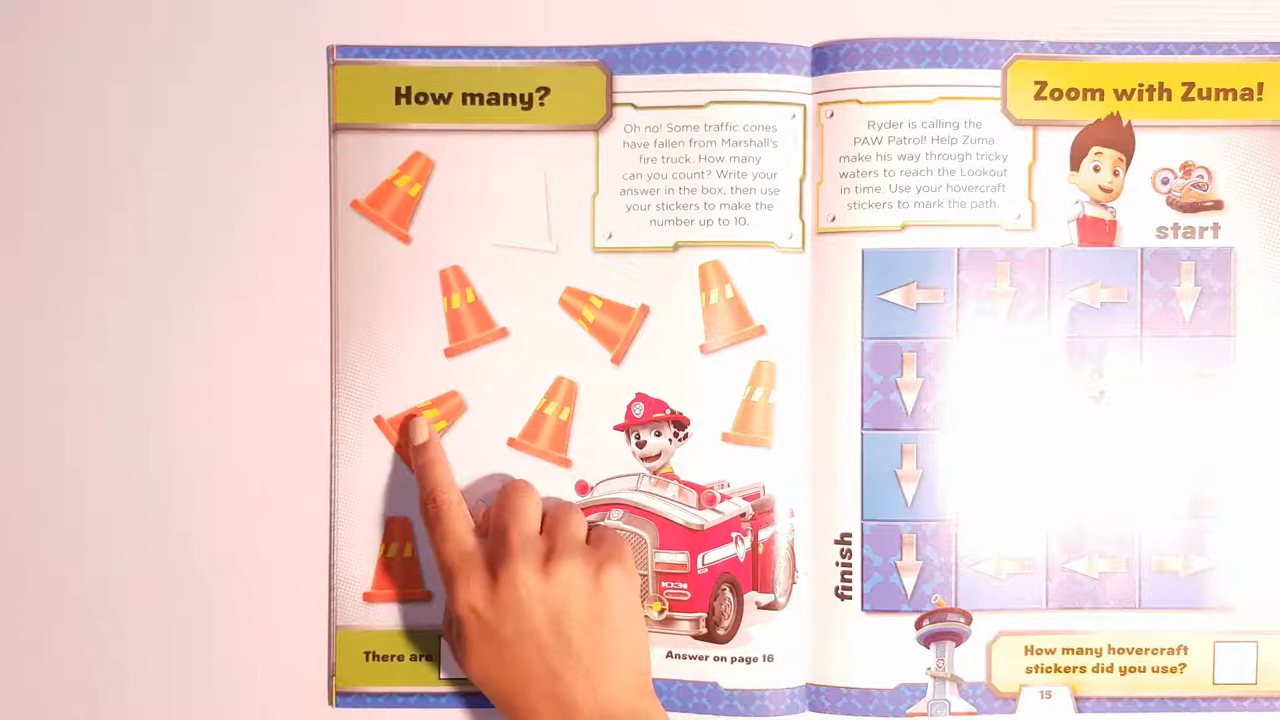 How many?
Oh no! Some traffic cones
have fallen from Marshall's
fire truck. How many
can you count? Write your
answer in the box, then use
your stickers to make the
number up to 10.
1031
There are
Answer on page 16
Zoom with Zuma!
Ryder is calling the
PAW Patrol! Help Zuma
make his way through tricky
waters to reach the Lookout
in time. Use your hovercraft
stickers to mark the path.
start
finish
How many hovercraft
stickers did you use?
15